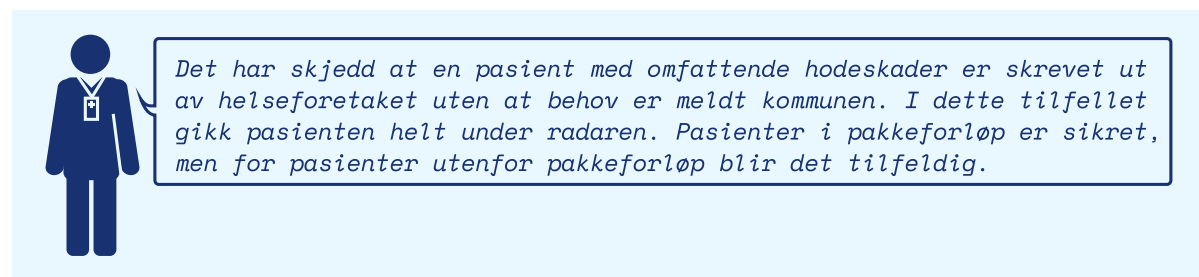 Det har skjedd at en pasient med omfattende hodeskader er skrevet ut
av helseforetaket uten at behov er meldt kommunen. I dette tilfellet
gikk pasienten helt under radaren. Pasienter i pakkeforløp er sikret,
men for pasienter utenfor pakkeforløp blir det tilfeldig.